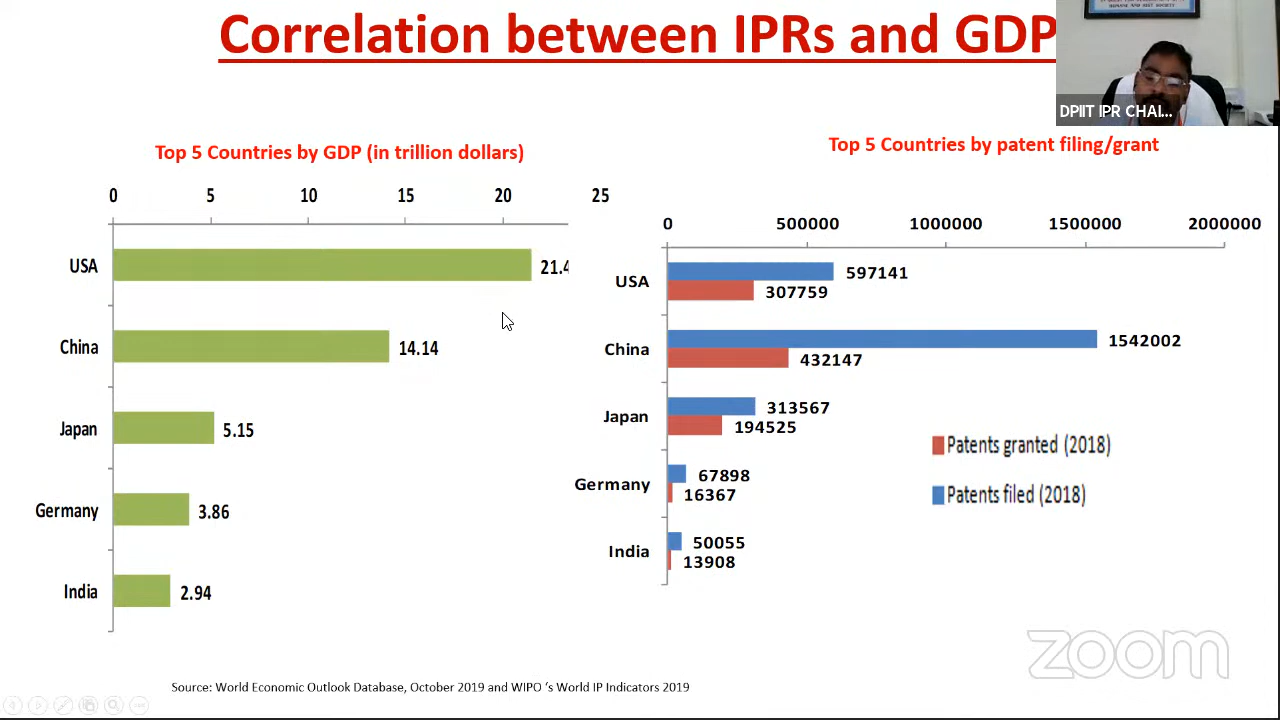 Correlation between IPRs and GDP
DPIIT IPR CHAI...
Top 5 Countries by GDP (in trillion dollars)
0 5 10 15 20 25
USA 21.4
China 14.14
Japan 5.15
Germany 3.86
India 2.94
Top 5 Countries by patent filing/grant
0 500000 1000000 1500000 2000000
USA 597141
307759
China 1542002
432147
Japan 313567
194525
Germany 67898
16367
India 50055
13908
Patents granted (2018)
Patents filed (2018)
zoom
Source: World Economic Outlook Database, October 2019 and WIPO 's World IP Indicators 2019